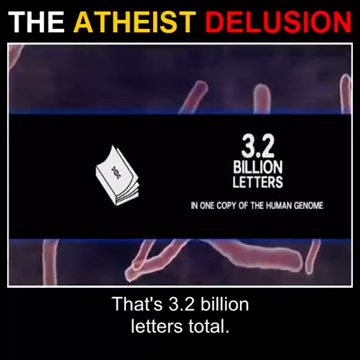 THE ATHEIST DELUSION
3.2
BILLION
LETTERS
IN ONE COPY OF THE HUMAN GENOME
That's 3.2 billion
letters total.